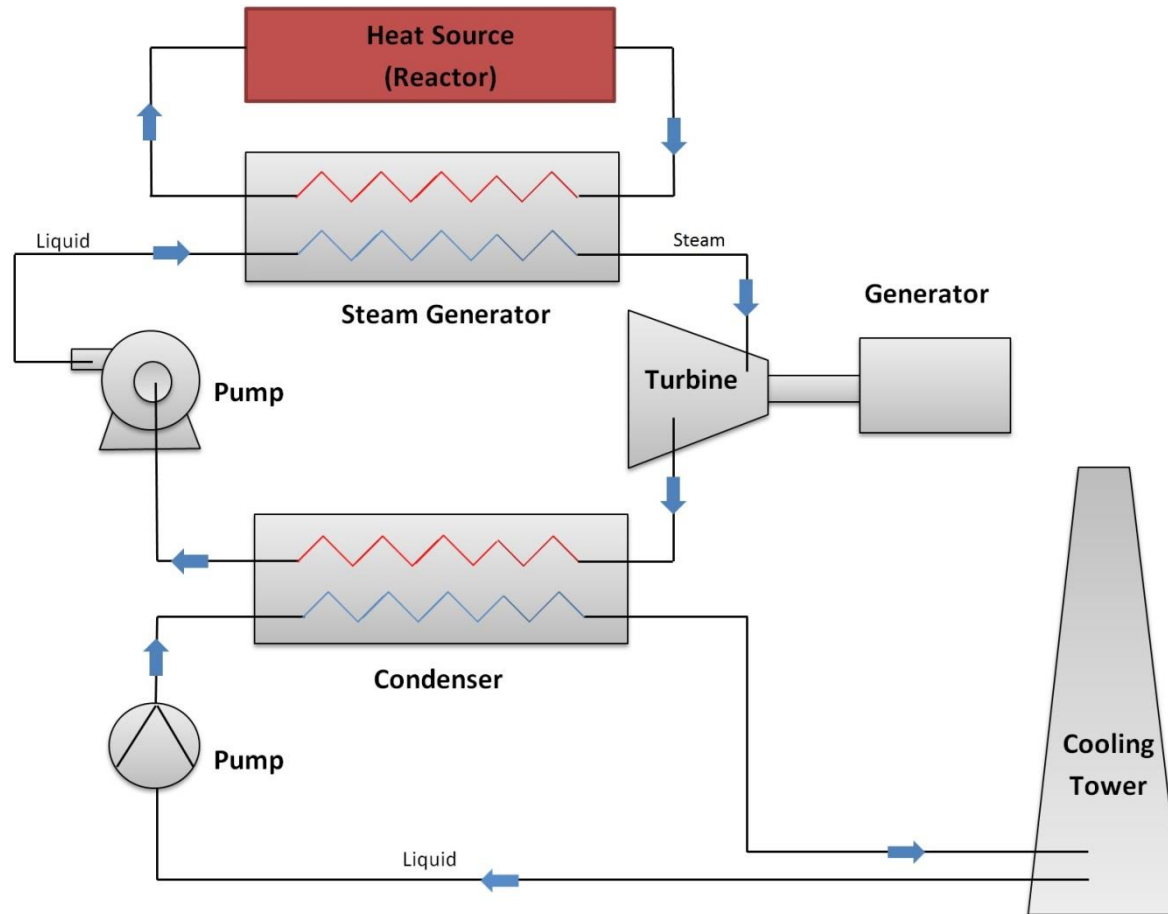 Heat Source
(Reactor)
Liquid
Steam
Steam Generator
Generator
Pump
Turbine
Condenser
Pump
Cooling
Tower
Liquid